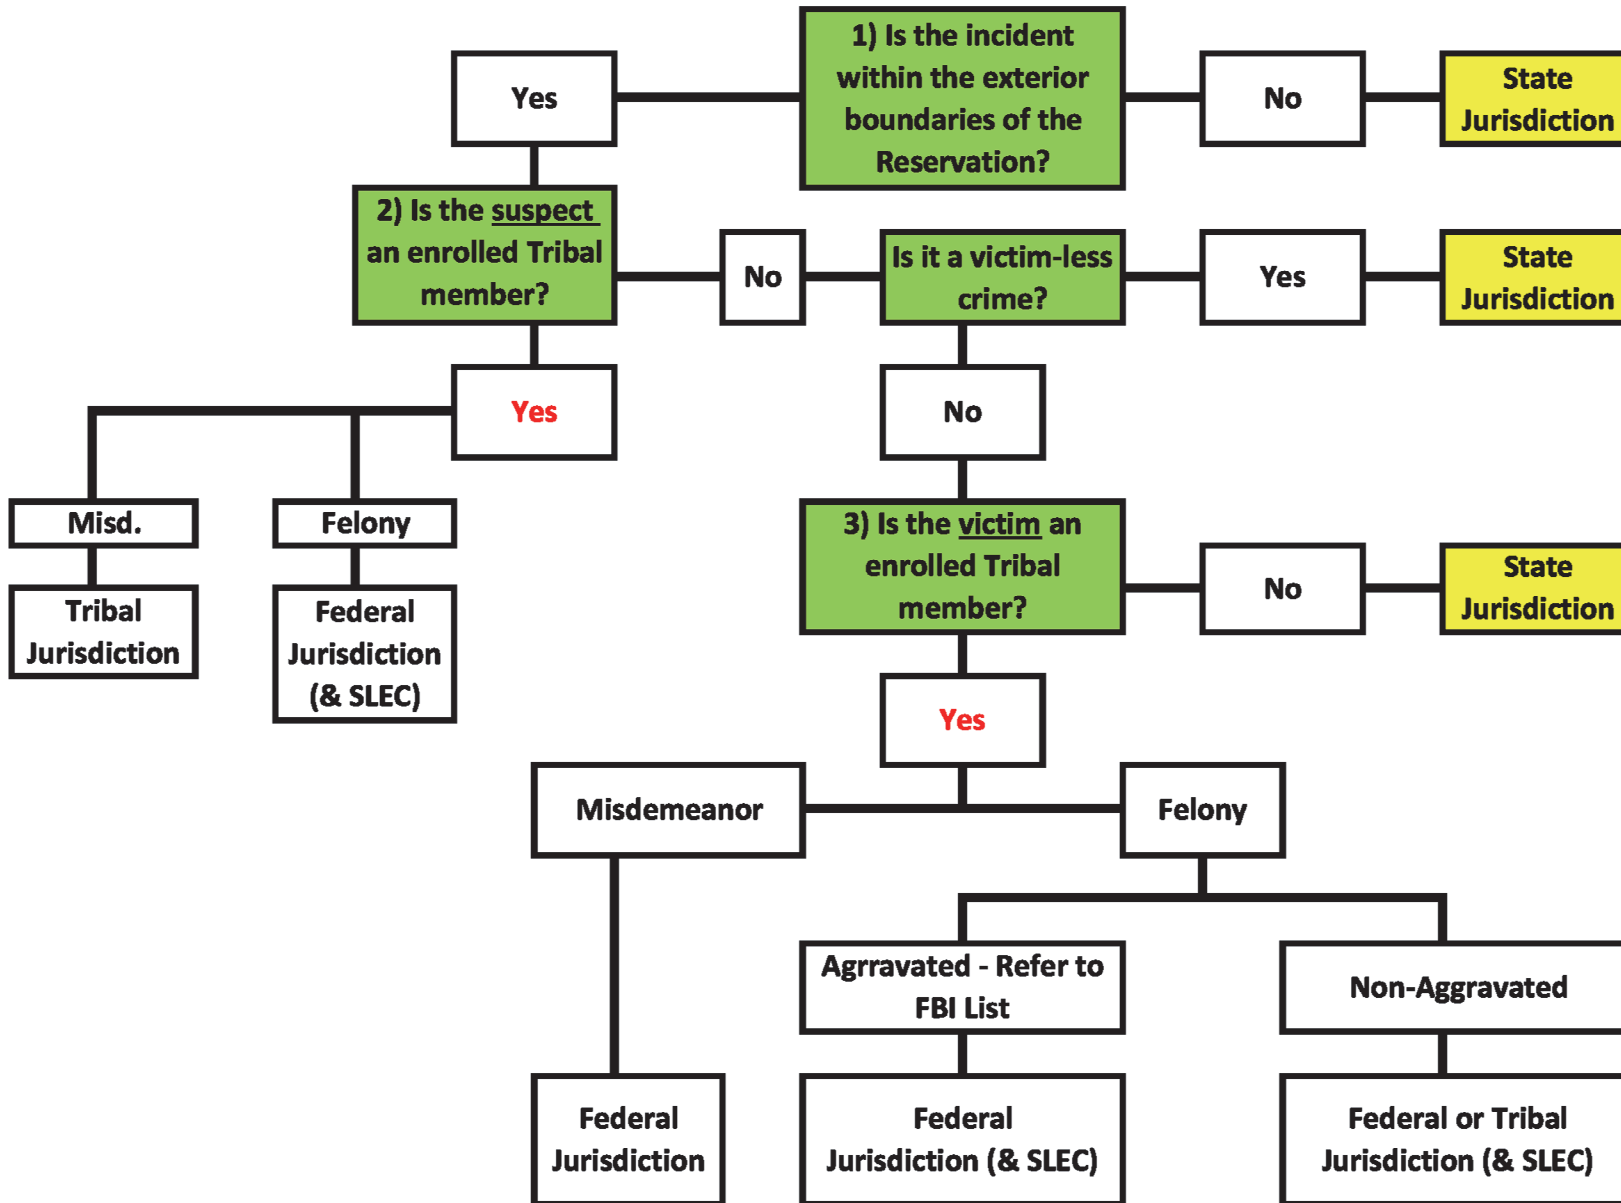 1) Is the incident
within the exterior
boundaries of the
Reservation?
Yes
No
State
Jurisdiction
2) Is the suspect
an enrolled Tribal
member?
No
Is it a victim-less
crime?
Yes
State
Jurisdiction
Yes
No
Misd.
Felony
Tribal
Jurisdiction
Federal
Jurisdiction
(& SLEC)
3) Is the victim an
enrolled Tribal
member?
No
State
Jurisdiction
Yes
Misdemeanor
Felony
Agrravated - Refer to
FBI List
Non-Aggravated
Federal
Jurisdiction
Federal
Jurisdiction (& SLEC)
Federal or Tribal
Jurisdiction (& SLEC)